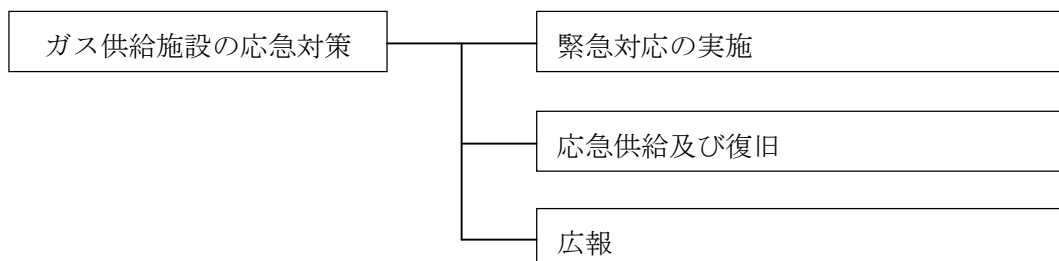 ガス供給施設の応急対策
緊急対応の実施
応急供給及び復旧
広報